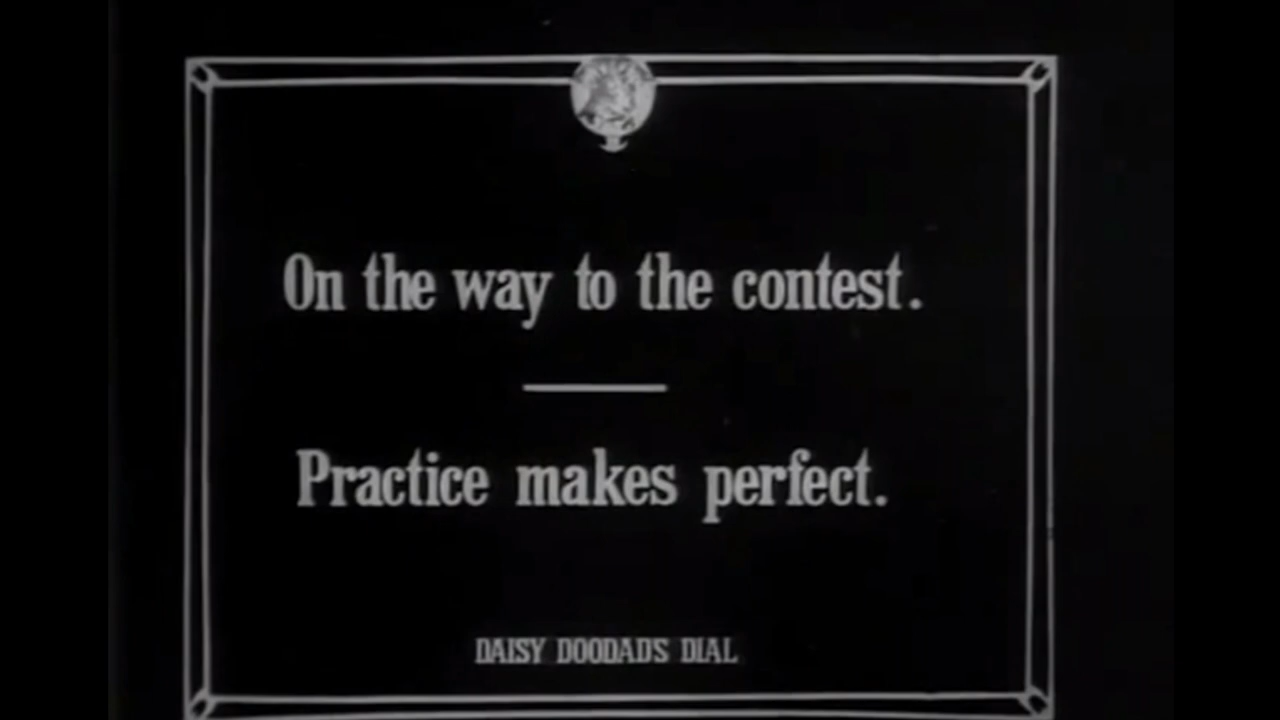 On the way to the contest.
Practice makes perfect.
DAISY DOODADS DIAL